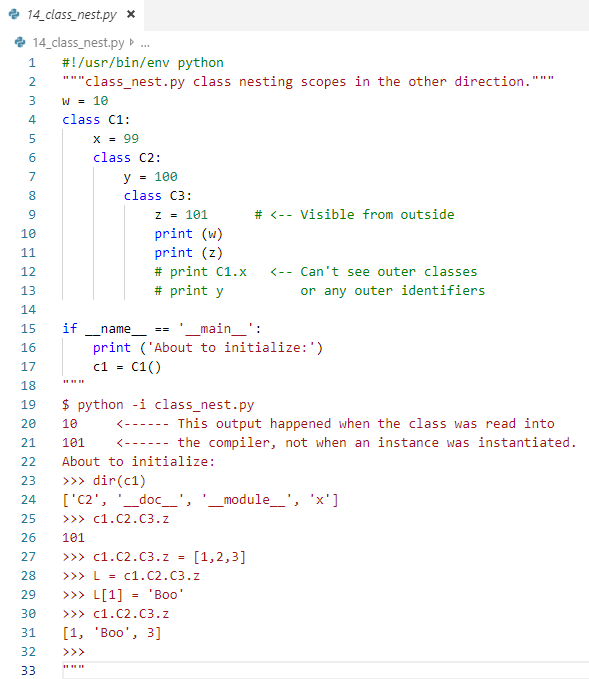 14_class_nest.py ×
14_class_nest.py ▸ ...
1 #!/usr/bin/env python
2 """class_nest.py class nesting scopes in the other direction."""
3 w = 10
4 class C1:
5     x = 99
6     class C2:
7         y = 100
8         class C3:
9             z = 101      # <-- Visible from outside
10             print (w)
11             print (z)
12             # print C1.x   <-- Can't see outer classes
13             # print y          or any outer identifiers
14
15 if __name__ == '__main__':
16     print ('About to initialize:')
17     c1 = C1()
18 """
19 $ python -i class_nest.py
20 10     <------ This output happened when the class was read into
21 101    <------ the compiler, not when an instance was instantiated.
22 About to initialize:
23 >>> dir(c1)
24 ['C2', '__doc__', '__module__', 'x']
25 >>> c1.C2.C3.z
26 101
27 >>> c1.C2.C3.z = [1,2,3]
28 >>> L = c1.C2.C3.z
29 >>> L[1] = 'Boo'
30 >>> c1.C2.C3.z
31 [1, 'Boo', 3]
32 >>>
33 """